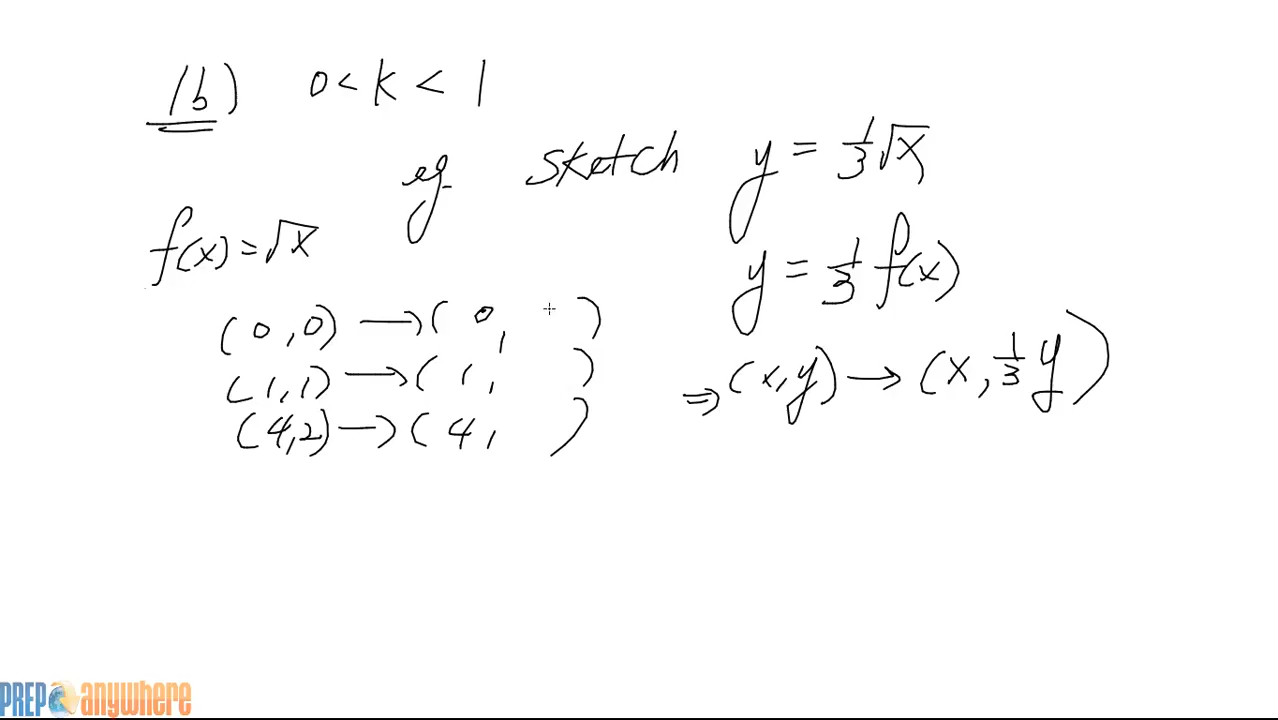 1b) 0 < k < 1
eg sketch y = 1/3 √x
f(x) = √x
y = 1/3 f(x)
(0,0) → (0, )
(1,1) → (1, )
⇒ (x,y) → (x, 1/3 y)
(4,2) → (4, )
PREP anywhere